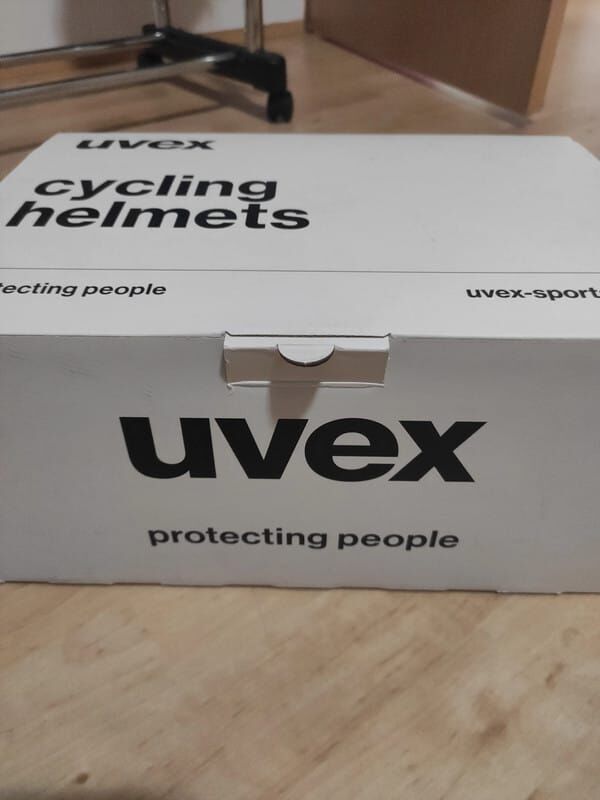 uvex
cycling
helmets
tecting people
uvex-sport
uvex
protecting people